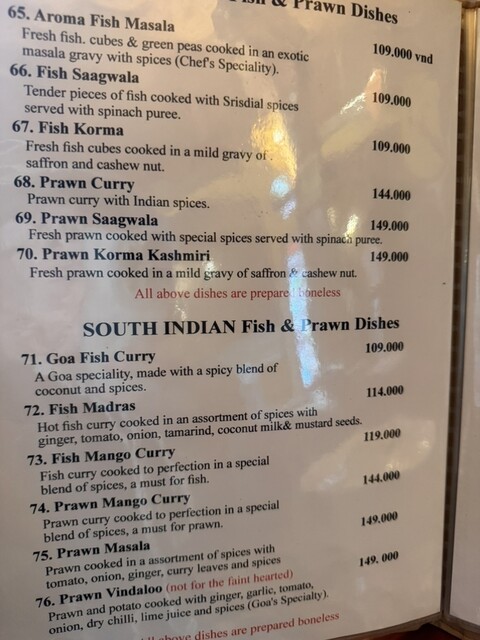 Fish & Prawn Dishes
65. Aroma Fish Masala
Fresh fish. cubes & green peas cooked in an exotic 109.000 vnd
masala gravy with spices (Chef's Speciality).
66. Fish Saagwala
Tender pieces of fish cooked with Srisdial spices 109.000
served with spinach puree.
67. Fish Korma
Fresh fish cubes cooked in a mild gravy of 109.000
saffron and cashew nut.
68. Prawn Curry 144.000
Prawn curry with Indian spices.
69. Prawn Saagwala 149.000
Fresh prawn cooked with special spices served with spinach puree.
70. Prawn Korma Kashmiri 149.000
Fresh prawn cooked in a mild gravy of saffron & cashew nut.
All above dishes are prepared boneless
SOUTH INDIAN Fish & Prawn Dishes
71. Goa Fish Curry 109.000
A Goa speciality, made with a spicy blend of
coconut and spices.
72. Fish Madras 114.000
Hot fish curry cooked in an assortment of spices with
ginger, tomato, onion, tamarind, coconut milk& mustard seeds.
73. Fish Mango Curry 119.000
Fish curry cooked to perfection in a special
blend of spices, a must for fish.
74. Prawn Mango Curry 144.000
Prawn curry cooked to perfection in a special
blend of spices, a must for prawn.
75. Prawn Masala 149.000
Prawn cooked in a assortment of spices with
tomato, onion, ginger, curry leaves and spices
76. Prawn Vindaloo (not for the faint hearted) 149. 000
Prawn and potato cooked with ginger, garlic, tomato,
onion, dry chilli, lime juice and spices (Goa's Specialty).
All above dishes are prepared boneless